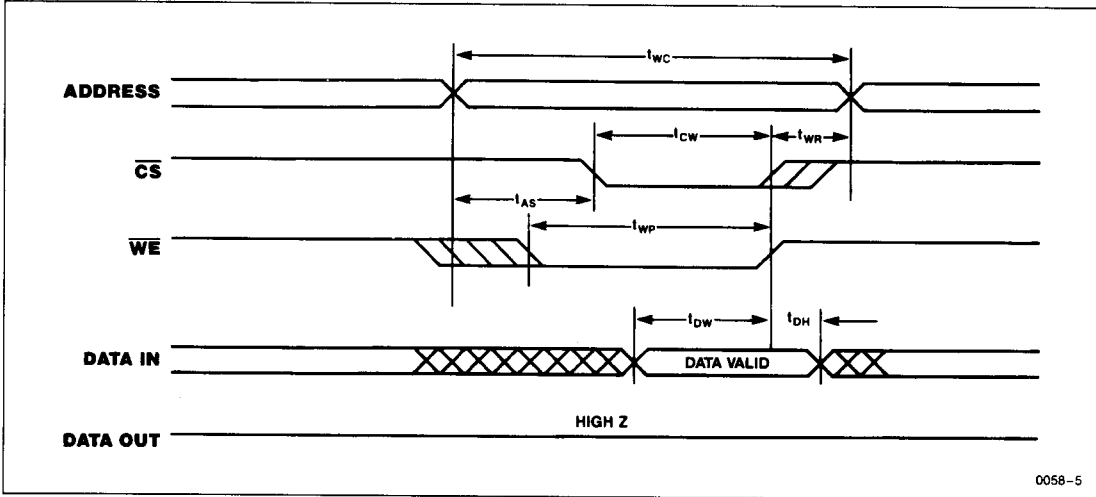 tWC
ADDRESS
tCW
tWR
CS
tAS
tWP
WE
tDW
tDH
DATA IN
DATA VALID
HIGH Z
DATA OUT
0058-5